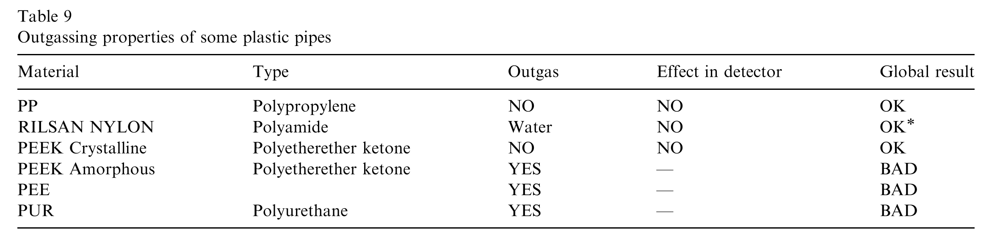 Table 9
Outgassing properties of some plastic pipes
Material Type Outgas Effect in detector Global result
PP Polypropylene NO NO OK
RILSAN NYLON Polyamide Water NO OK*
PEEK Crystalline Polyetherether ketone NO NO OK
PEEK Amorphous Polyetherether ketone YES — BAD
PEE YES — BAD
PUR Polyurethane YES — BAD